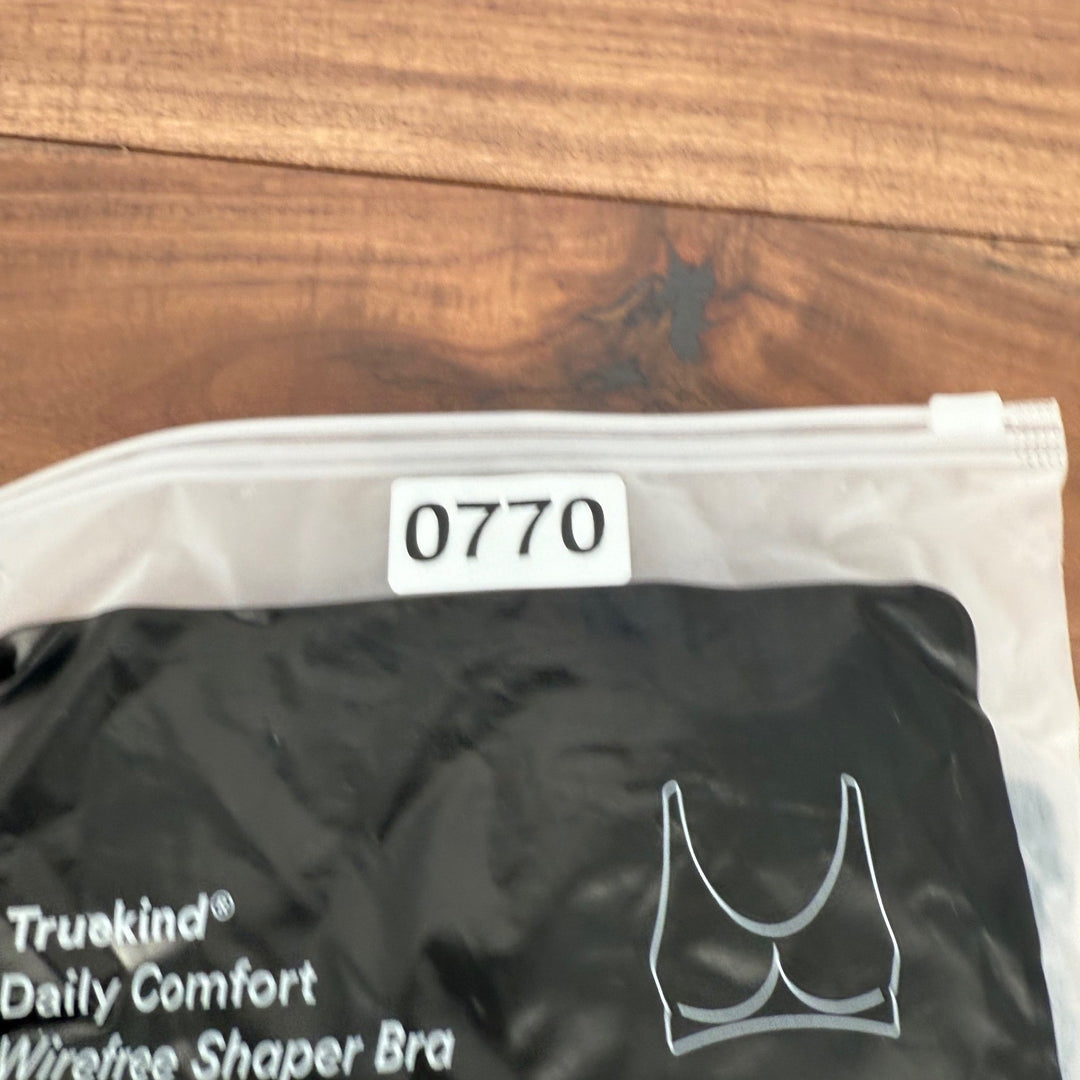 0770
Truekind®
Daily Comfort
Wirefree Shaper Bra